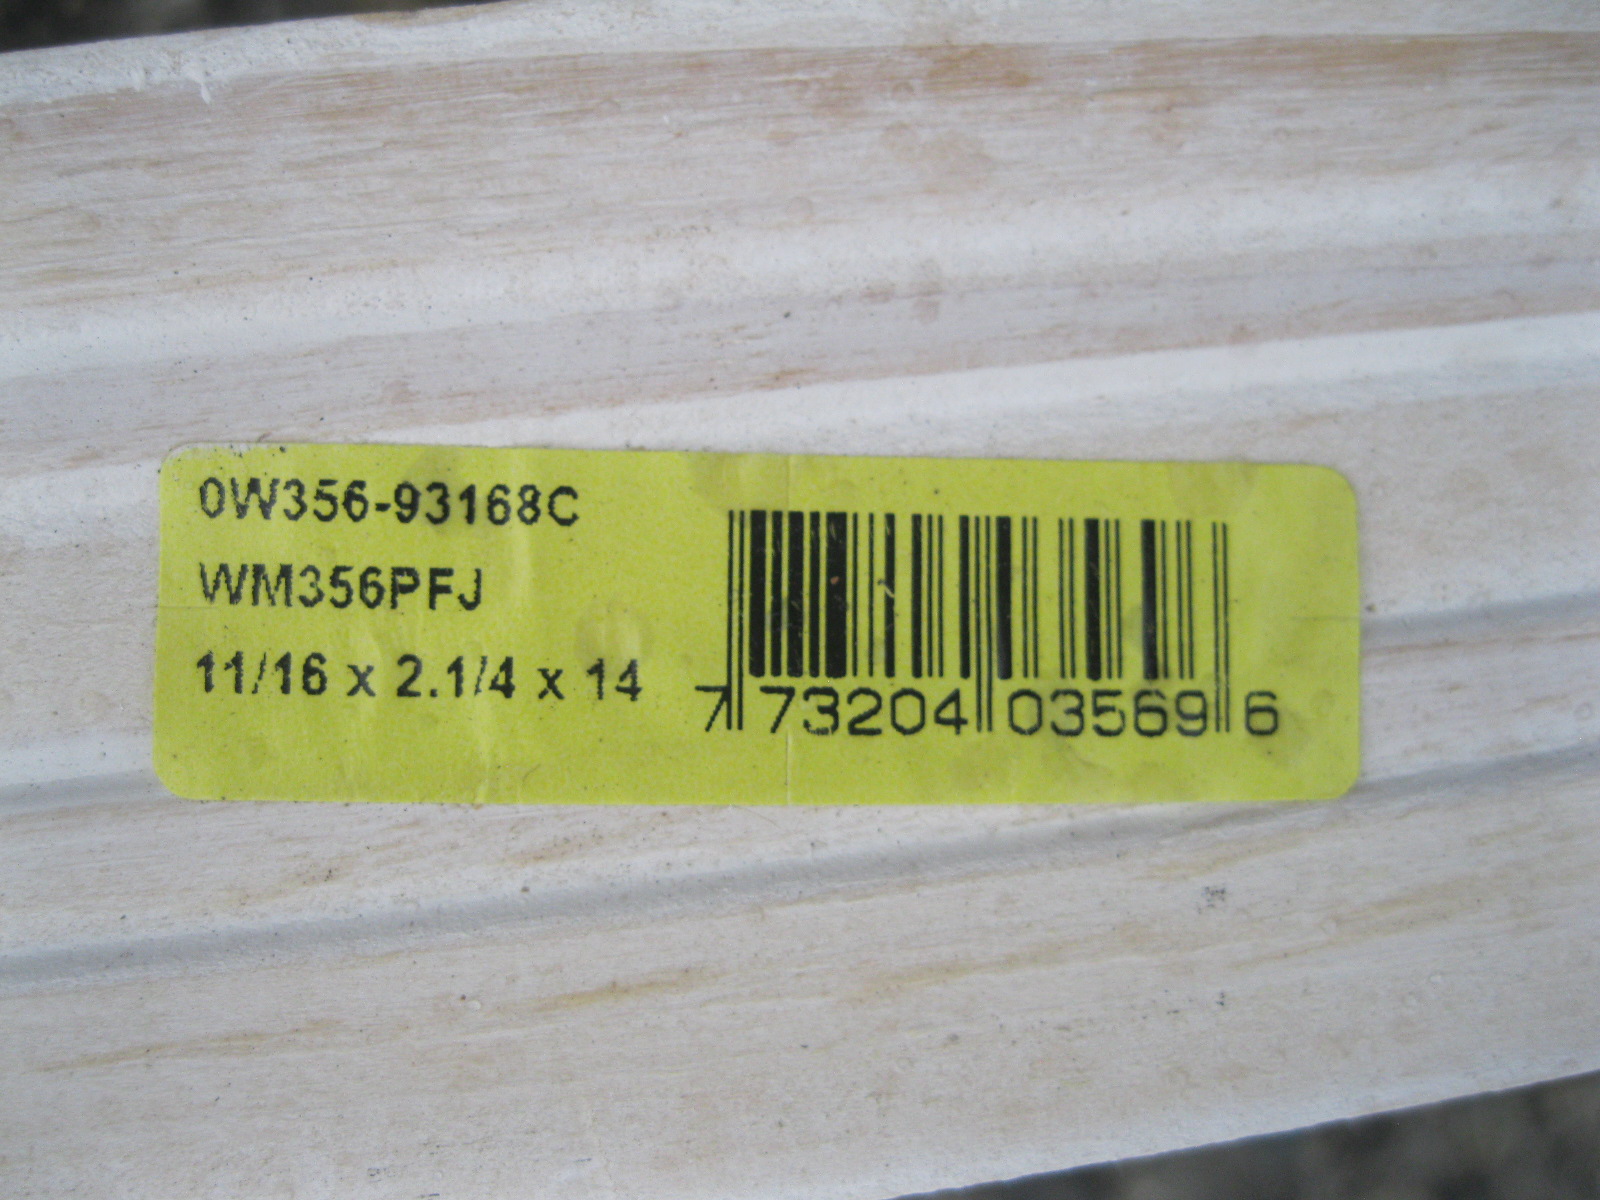 0W356-93168C
WM356PFJ
11/16 x 2.1/4 x 14
7 73204 03569 6